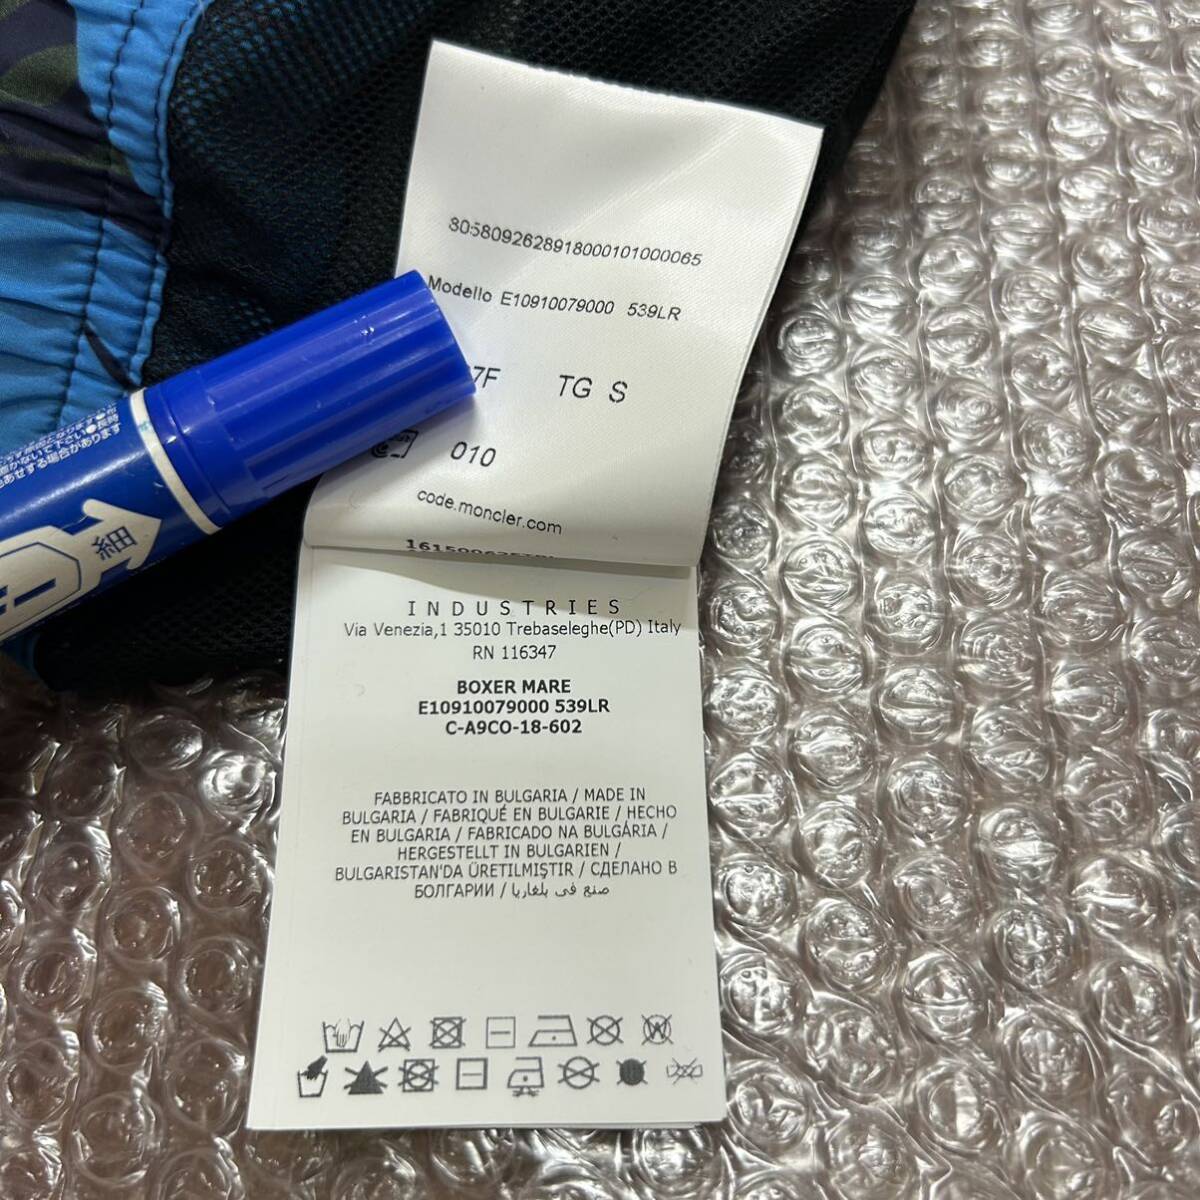 8058092628918000101000065
Modello E10910079000 539LR
7F TG S
010
code.moncler.com
INDUSTRIES
Via Venezia,1 35010 Trebaseleghe(PD) Italy
RN 116347
BOXER MARE
E10910079000 539LR
C-A9CO-18-602
FABBRICATO IN BULGARIA / MADE IN
BULGARIA / FABRIQUÉ EN BULGARIE / HECHO
EN BULGARIA / FABRICADO NA BULGÁRIA /
HERGESTELLT IN BULGARIEN /
BULGARISTAN'DA ÜRETILMIŞTIR / СДЕЛАНО В
БОЛГАРИИ / صنع في بلغاريا
細